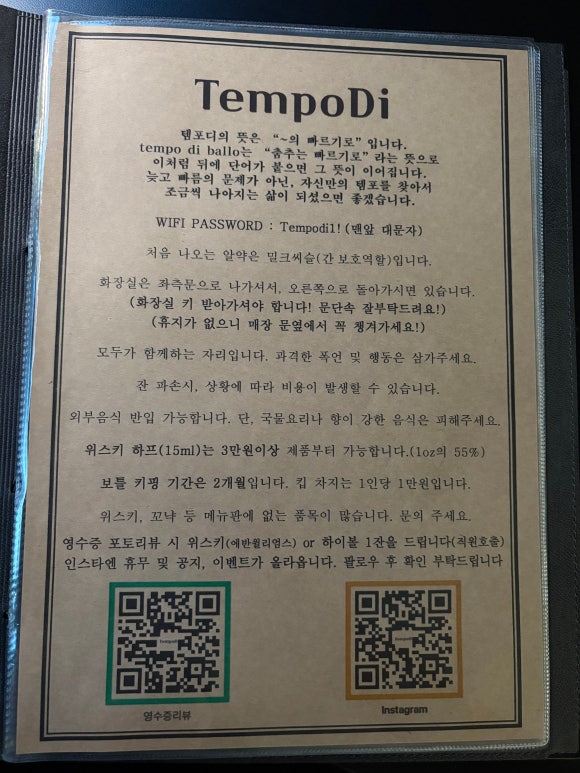 TempoDi
템포디의 뜻은 “~의 빠르기로” 입니다.
tempo di ballo는 “춤추는 빠르기로” 라는 뜻으로
이처럼 뒤에 단어가 붙으면 그 뜻이 이어집니다.
늦고 빠름의 문제가 아닌, 자신만의 템포를 찾아서
조금씩 나아지는 삶이 되셨으면 좋겠습니다.
WIFI PASSWORD : Tempodi1! (맨앞 대문자)
처음 나오는 알약은 밀크씨슬(간 보호역할)입니다.
화장실은 좌측문으로 나가셔서, 오른쪽으로 돌아가시면 있습니다.
(화장실 키 받아가셔야 합니다! 문단속 잘부탁드려요!)
(휴지가 없으니 매장 문옆에서 꼭 챙겨가세요!)
모두가 함께하는 자리입니다. 과격한 폭언 및 행동은 삼가주세요.
잔 파손시, 상황에 따라 비용이 발생할 수 있습니다.
외부음식 반입 가능합니다. 단, 국물요리나 향이 강한 음식은 피해주세요.
위스키 하프(15ml)는 3만원이상 제품부터 가능합니다.(1oz의 55%)
보틀 키핑 기간은 2개월입니다. 킵 차지는 1인당 1만원입니다.
위스키, 꼬냑 등 메뉴판에 없는 품목이 많습니다. 문의 주세요.
영수증 포토리뷰 시 위스키(에반윌리엄스) or 하이볼 1잔을 드립니다(직원호출)
인스타엔 휴무 및 공지, 이벤트가 올라옵니다. 팔로우 후 확인 부탁드립니다
영수증리뷰
Instagram